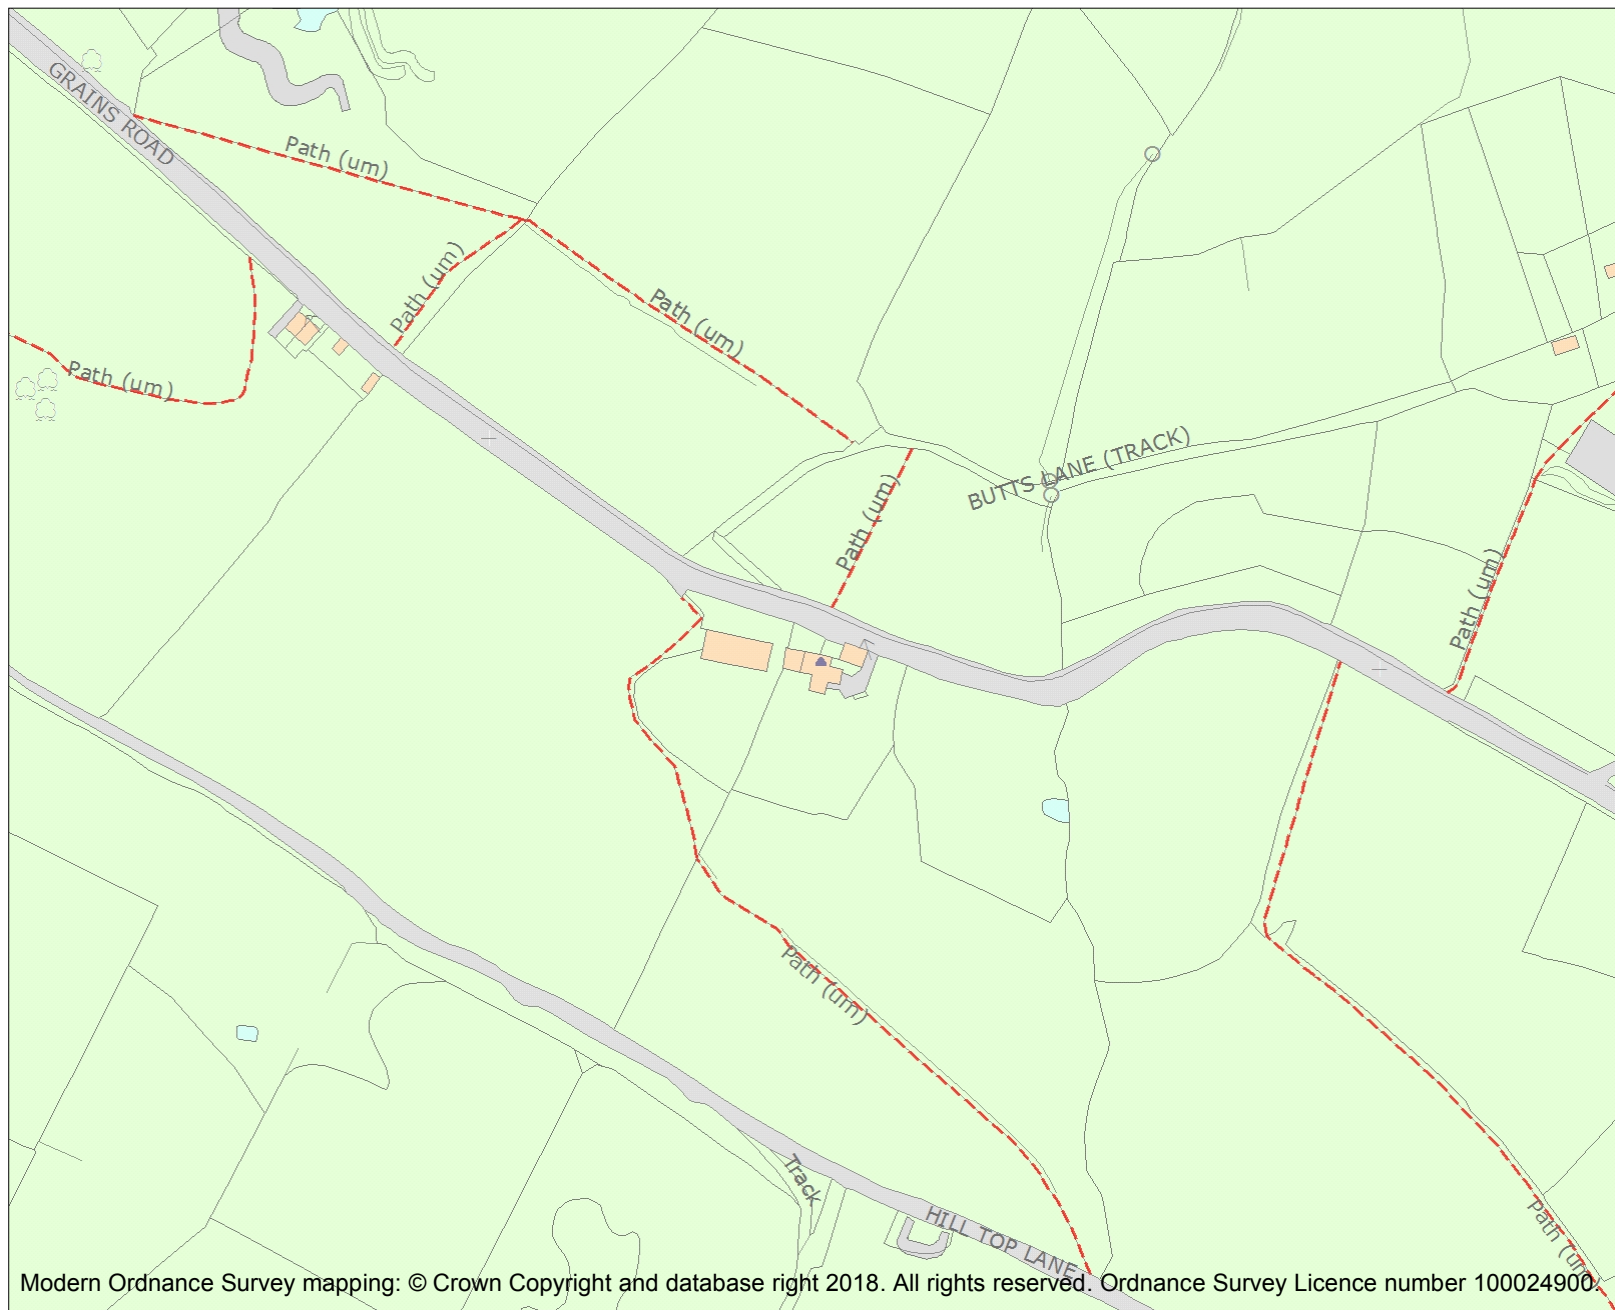 GRAINS ROAD
Path (um)
Path (um)
Path (um)
Path (um)
BUTTS LANE (TRACK)
Path (um)
Path (um)
Path (um)
Track
HILL TOP LANE
Path (um)
Modern Ordnance Survey mapping: © Crown Copyright and database right 2018. All rights reserved. Ordnance Survey Licence number 100024900.